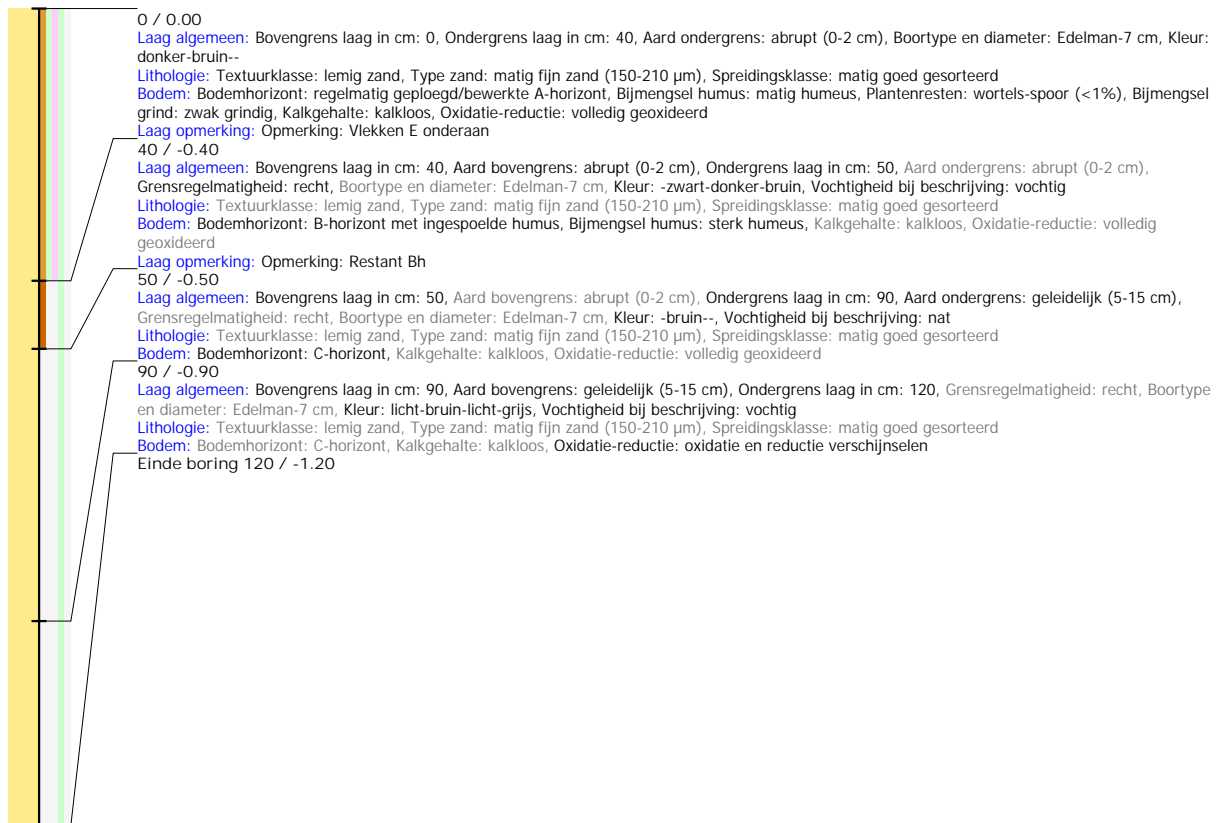 0 / 0.00
Laag algemeen: Bovengrens laag in cm: 0, Ondergrens laag in cm: 40, Aard ondergrens: abrupt (0-2 cm), Boortype en diameter: Edelman-7 cm, Kleur:
donker-bruin--
Lithologie: Textuurklasse: lemig zand, Type zand: matig fijn zand (150-210 µm), Spreidingsklasse: matig goed gesorteerd
Bodem: Bodemhorizont: regelmatig geploegd/bewerkte A-horizont, Bijmengsel humus: matig humeus, Plantenresten: wortels-spoor (<1%), Bijmengsel
grind: zwak grindig, Kalkgehalte: kalkloos, Oxidatie-reductie: volledig geoxideerd
Laag opmerking: Opmerking: Vlekken E onderaan
40 / -0.40
Laag algemeen: Bovengrens laag in cm: 40, Aard bovengrens: abrupt (0-2 cm), Ondergrens laag in cm: 50, Aard ondergrens: abrupt (0-2 cm),
Grensregelmatigheid: recht, Boortype en diameter: Edelman-7 cm, Kleur: -zwart-donker-bruin, Vochtigheid bij beschrijving: vochtig
Lithologie: Textuurklasse: lemig zand, Type zand: matig fijn zand (150-210 µm), Spreidingsklasse: matig goed gesorteerd
Bodem: Bodemhorizont: B-horizont met ingespoelde humus, Bijmengsel humus: sterk humeus, Kalkgehalte: kalkloos, Oxidatie-reductie: volledig
geoxideerd
Laag opmerking: Opmerking: Restant Bh
50 / -0.50
Laag algemeen: Bovengrens laag in cm: 50, Aard bovengrens: abrupt (0-2 cm), Ondergrens laag in cm: 90, Aard ondergrens: geleidelijk (5-15 cm),
Grensregelmatigheid: recht, Boortype en diameter: Edelman-7 cm, Kleur: -bruin--, Vochtigheid bij beschrijving: nat
Lithologie: Textuurklasse: lemig zand, Type zand: matig fijn zand (150-210 µm), Spreidingsklasse: matig goed gesorteerd
Bodem: Bodemhorizont: C-horizont, Kalkgehalte: kalkloos, Oxidatie-reductie: volledig geoxideerd
90 / -0.90
Laag algemeen: Bovengrens laag in cm: 90, Aard bovengrens: geleidelijk (5-15 cm), Ondergrens laag in cm: 120, Grensregelmatigheid: recht, Boortype
en diameter: Edelman-7 cm, Kleur: licht-bruin-licht-grijs, Vochtigheid bij beschrijving: vochtig
Lithologie: Textuurklasse: lemig zand, Type zand: matig fijn zand (150-210 µm), Spreidingsklasse: matig goed gesorteerd
Bodem: Bodemhorizont: C-horizont, Kalkgehalte: kalkloos, Oxidatie-reductie: oxidatie en reductie verschijnselen
Einde boring 120 / -1.20